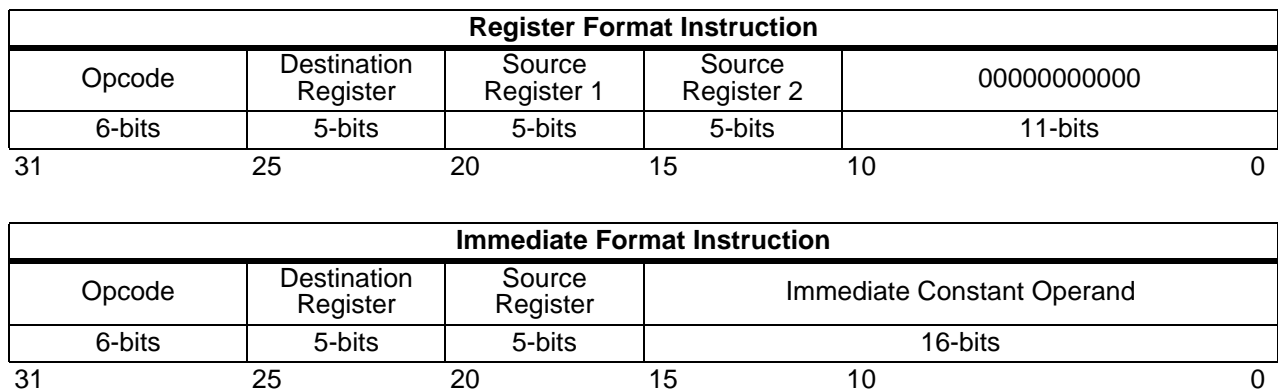 Register Format Instruction
Opcode Destination Register Source Register 1 Source Register 2 00000000000
6-bits 5-bits 5-bits 5-bits 11-bits
31 25 20 15 10 0
Immediate Format Instruction
Opcode Destination Register Source Register Immediate Constant Operand
6-bits 5-bits 5-bits 16-bits
31 25 20 15 10 0